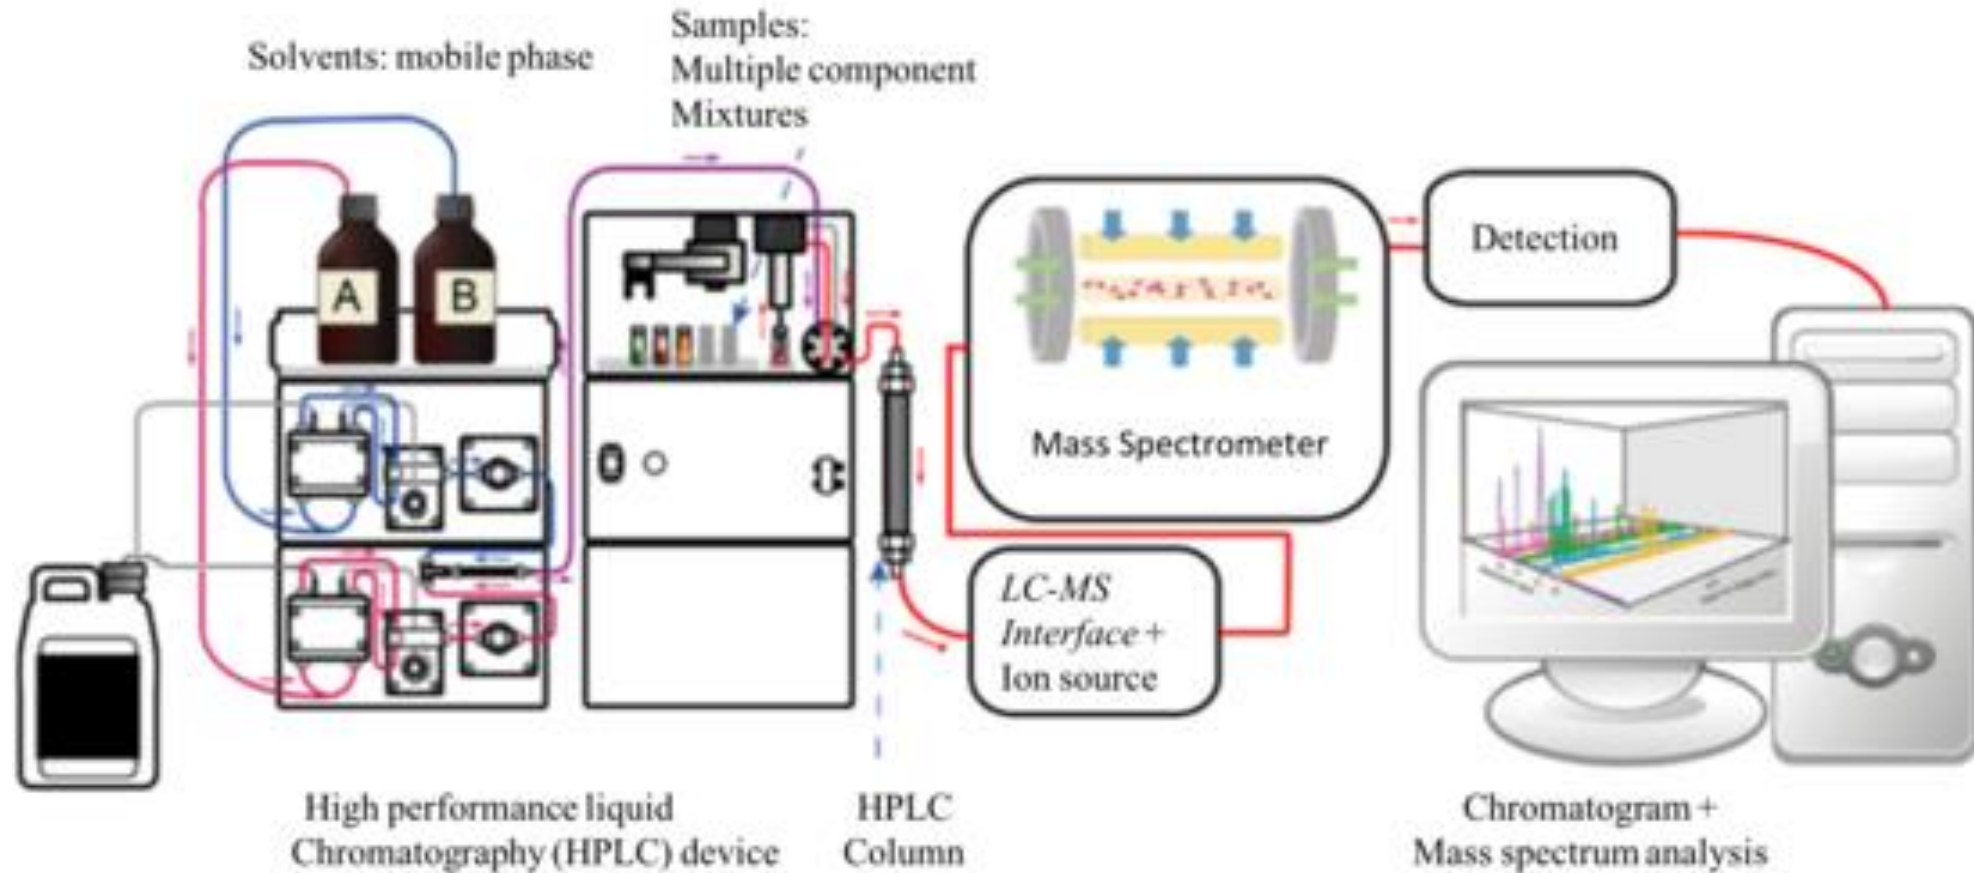 Solvents: mobile phase
Samples:
Multiple component
Mixtures
A
B
Mass Spectrometer
Detection
LC-MS
Interface +
Ion source
High performance liquid
Chromatography (HPLC) device
HPLC
Column
Chromatogram +
Mass spectrum analysis